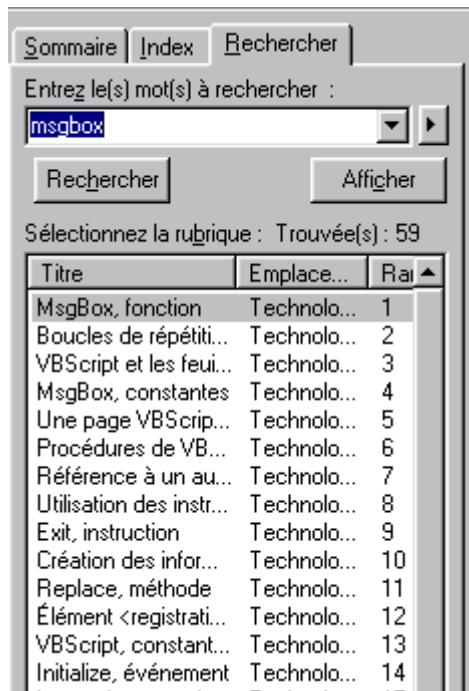 Sommaire Index Rechercher
Entrez le(s) mot(s) à rechercher :
msgbox
Rechercher Afficher
Sélectionnez la rubrique : Trouvée(s) : 59
Titre Emplace... Ra
MsgBox, fonction Technolo... 1
Boucles de répétiti... Technolo... 2
VBScript et les feui... Technolo... 3
MsgBox, constantes Technolo... 4
Une page VBScrip... Technolo... 5
Procédures de VB... Technolo... 6
Référence à un au... Technolo... 7
Utilisation des instr... Technolo... 8
Exit, instruction Technolo... 9
Création des infor... Technolo... 10
Replace, méthode Technolo... 11
Élément <registrati... Technolo... 12
VBScript, constant... Technolo... 13
Initialize, événement Technolo... 14